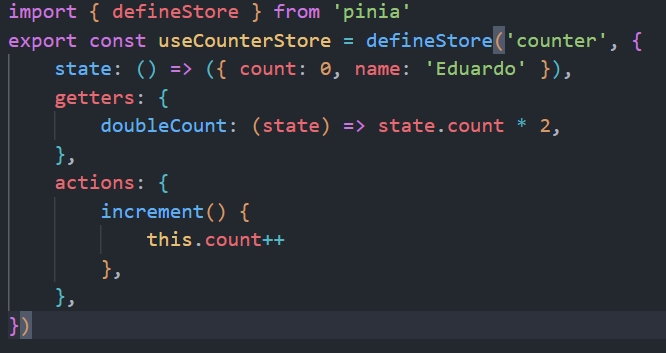 import { defineStore } from 'pinia'
export const useCounterStore = defineStore('counter', {
    state: () => ({ count: 0, name: 'Eduardo' }),
    getters: {
        doubleCount: (state) => state.count * 2,
    },
    actions: {
        increment() {
            this.count++
        },
    },
})